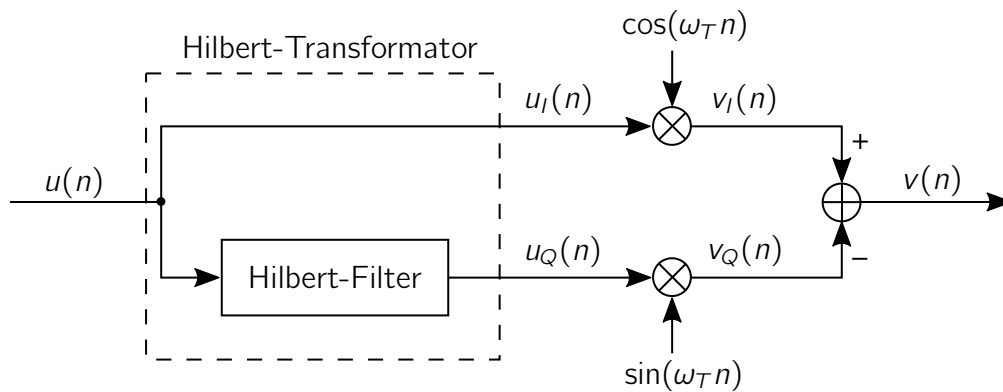 cos(ω_T n)
Hilbert-Transformator
u_I(n)
v_I(n)
+
u(n)
v(n)
Hilbert-Filter
u_Q(n)
v_Q(n)
−
sin(ω_T n)